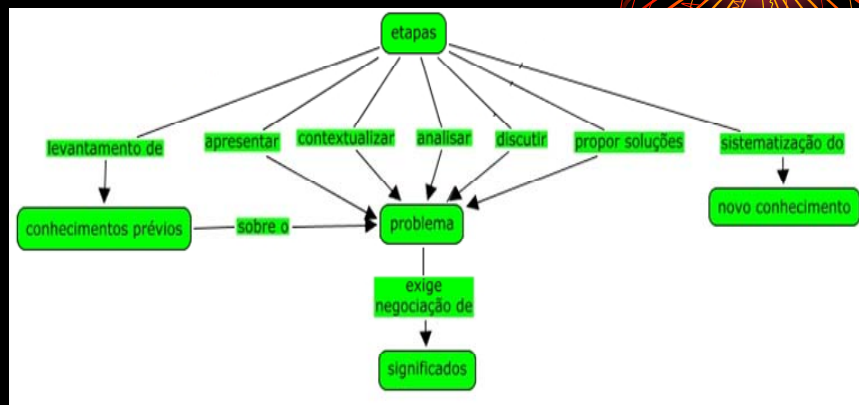 etapas
levantamento de
apresentar
contextualizar
analisar
discutir
propor soluções
sistematização do
conhecimentos prévios
sobre o
problema
novo conhecimento
exige
negociação de
significados